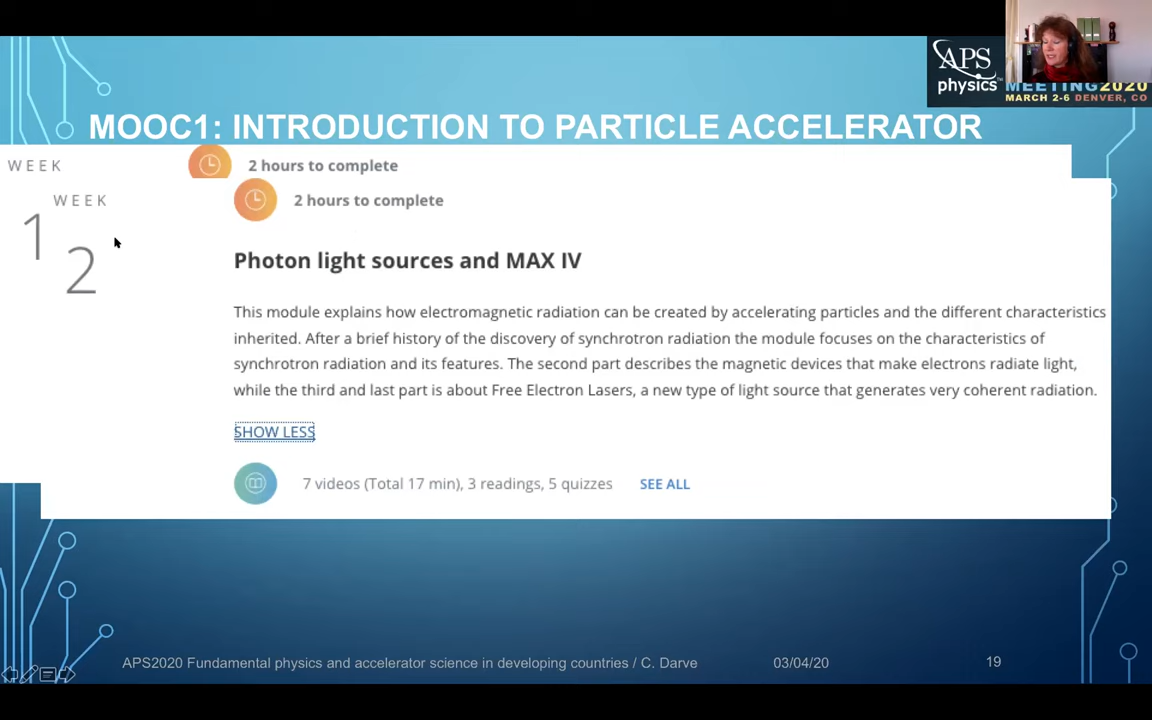 APS
physics
MEETING2020
MARCH 2-6 DENVER, CO
MOOC1: INTRODUCTION TO PARTICLE ACCELERATOR
WEEK
2 hours to complete
1
WEEK
2 hours to complete
2
Photon light sources and MAX IV
This module explains how electromagnetic radiation can be created by accelerating particles and the different characteristics
inherited. After a brief history of the discovery of synchrotron radiation the module focuses on the characteristics of
synchrotron radiation and its features. The second part describes the magnetic devices that make electrons radiate light,
while the third and last part is about Free Electron Lasers, a new type of light source that generates very coherent radiation.
SHOW LESS
7 videos (Total 17 min), 3 readings, 5 quizzes SEE ALL
APS2020 Fundamental physics and accelerator science in developing countries / C. Darve 03/04/20 19